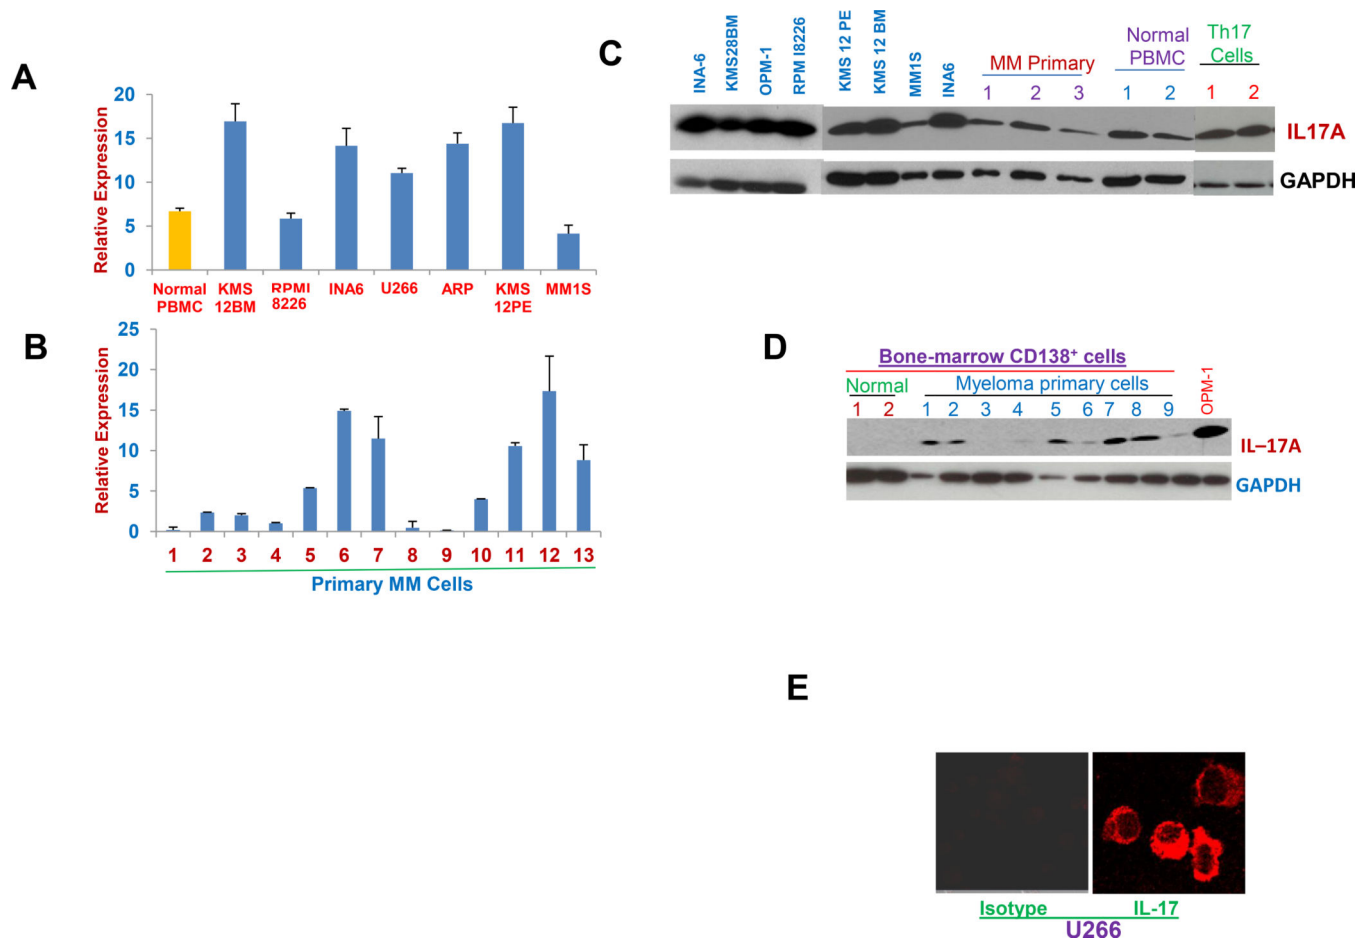 A
Relative Expression
20
15
10
5
0
Normal PBMC
KMS 12BM
RPMI 8226
INA6
U266
ARP
KMS 12PE
MM1S
B
Relative Expression
25
20
15
10
5
0
1 2 3 4 5 6 7 8 9 10 11 12 13
Primary MM Cells
C
INA-6
KMS28BM
OPM-1
RPM I8226
KMS 12 PE
KMS 12 BM
MM1S
INA6
MM Primary
1 2 3
Normal PBMC
1 2
Th17 Cells
1 2
IL17A
GAPDH
D
Bone-marrow CD138⁺ cells
Normal
1 2
Myeloma primary cells
1 2 3 4 5 6 7 8 9
OPM-1
IL–17A
GAPDH
E
Isotype IL-17
U266